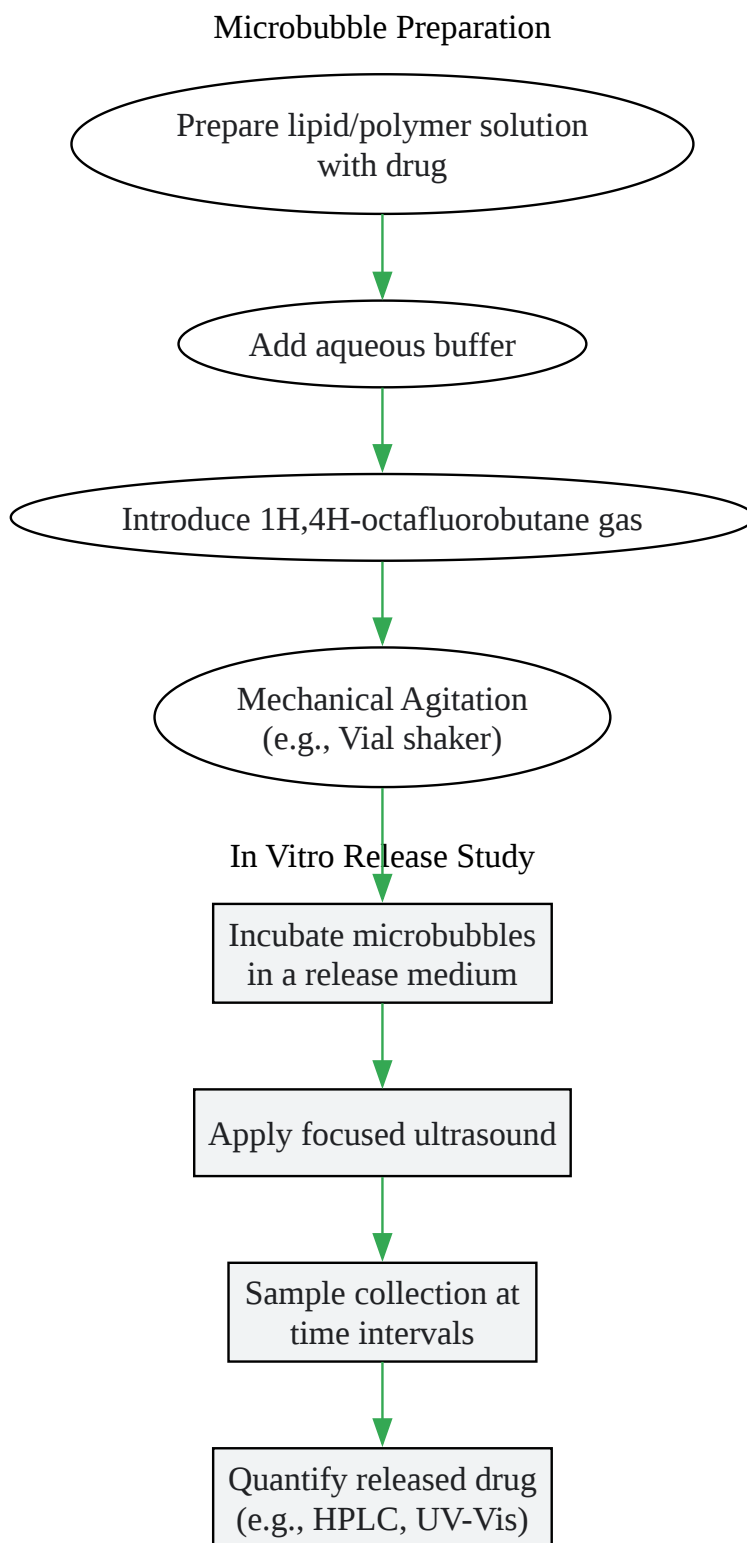 Microbubble Preparation
Prepare lipid/polymer solution
with drug
Add aqueous buffer
Introduce 1H,4H-octafluorobutane gas
Mechanical Agitation
(e.g., Vial shaker)
In Vitro Release Study
Incubate microbubbles
in a release medium
Apply focused ultrasound
Sample collection at
time intervals
Quantify released drug
(e.g., HPLC, UV-Vis)